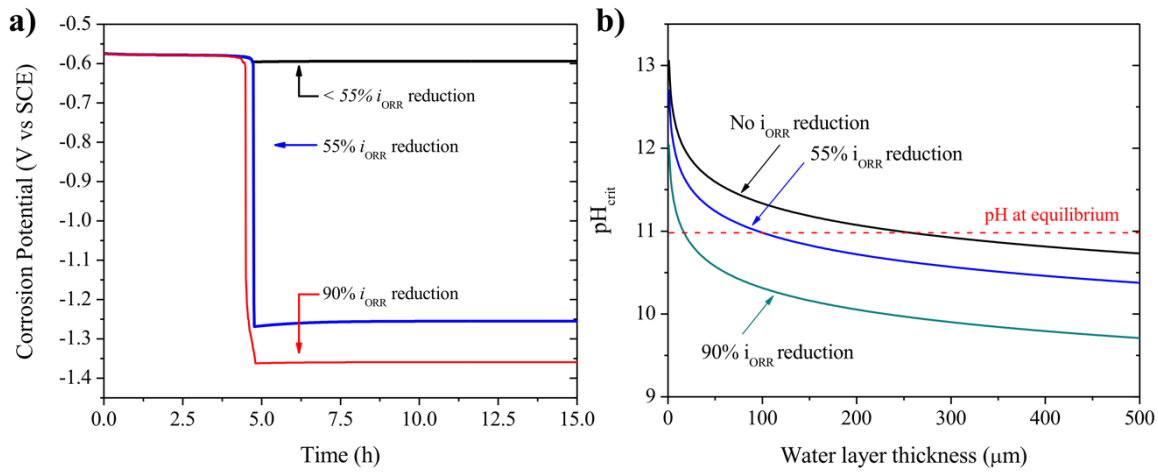 a)
-0.5
-0.6
-0.7
-0.8
-0.9
-1.0
-1.1
-1.2
-1.3
-1.4
Corrosion Potential (V vs SCE)
< 55% iORR reduction
55% iORR reduction
90% iORR reduction
0.0 2.5 5.0 7.5 10.0 12.5 15.0
Time (h)
b)
13
12
11
10
9
pHcrit
No iORR reduction
55% iORR reduction
pH at equilibrium
90% iORR reduction
0 100 200 300 400 500
Water layer thickness (μm)